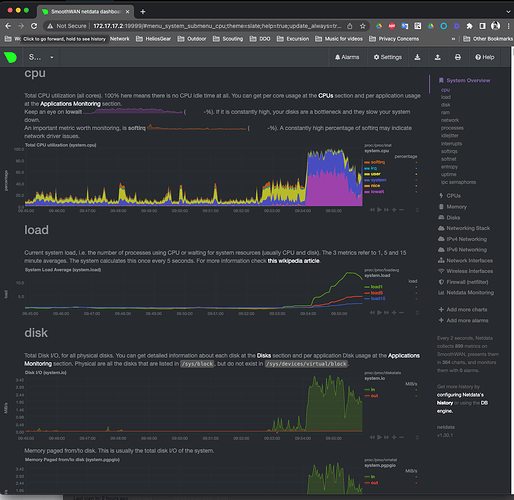 SmoothWAN netdata dashboard
Not Secure | 172.17.17.2:19999/#menu_system_submenu_cpu;theme=slate;help=true;update_always=tr...
Click to go forward, hold to see history
Network
HeliosGear
Outdoor
Scouting
DDO
Excursion
Music for Videos
Privacy Concerns
»
Other Bookmarks
S...
Alarms
Settings
Help
cpu
Total CPU utilization (all cores). 100% here means there is no CPU idle time at all. You can get per core usage at the CPUs section and per application usage
at the Applications Monitoring section.
Keep an eye on iowait ( -%). If it is constantly high, your disks are a bottleneck and they slow your system
down.
An important metric worth monitoring, is softirq ( -%). A constantly high percentage of softirq may indicate
network driver issues.
Total CPU utilization (system.cpu)
system.cpu
percentage
softirq
irq
user
system
nice
iowait
100.0
80.0
60.0
40.0
20.0
0.0
percentage
load
Current system load, i.e. the number of processes using CPU or waiting for system resources (usually CPU and disk). The 3 metrics refer to 1, 5 and 15
minute averages. The system calculates this once every 5 seconds. For more information check this wikipedia article
System Load Average (system.load)
system.load
load
load1
load5
load15
load
disk
Total Disk I/O, for all physical disks. You can get detailed information about each disk at the Disks section and per application Disk usage at the Applications
Monitoring section. Physical are all the disks that are listed in /sys/block, but do not exist in /sys/devices/virtual/block.
Disk I/O (system.io)
system.io
MiB/s
in
out
MiB/s
Memory paged from/to disk. This is usually the total disk I/O of the system.
Memory Paged from/to disk (system.pgpgio)
system.pgpgio
MiB/s
in
out
System Overview
cpu
load
disk
ram
network
processes
idlejitter
interrupts
softirqs
softnet
entropy
uptime
ipc semaphores
CPUs
Memory
Disks
Networking Stack
IPv4 Networking
IPv6 Networking
Network Interfaces
Wireless Interfaces
Firewall (netfilter)
Netdata Monitoring
Add more charts
Add more alarms
Every 2 seconds, Netdata
collects 899 metrics on
SmoothWAN, presents them
in 364 charts, and monitors
them with 0 alarms.
Get more history by
configuring Netdata's
history or using the DB
engine.
netdata
v1.30.1